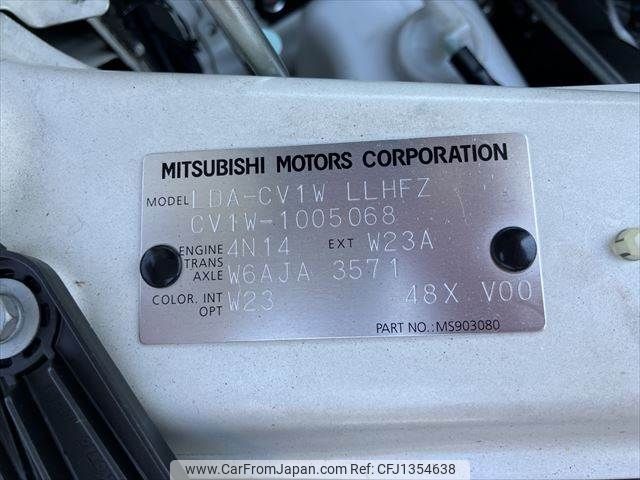 MITSUBISHI MOTORS CORPORATION
MODEL LDA-CV1W LLHFZ
CV1W-1005068
ENGINE 4N14 EXT W23A
TRANS AXLE W6AJA 3571
COLOR. INT OPT W23 48X V00
PART NO.:MS903080
www.CarFromJapan.com - CFJ1354638